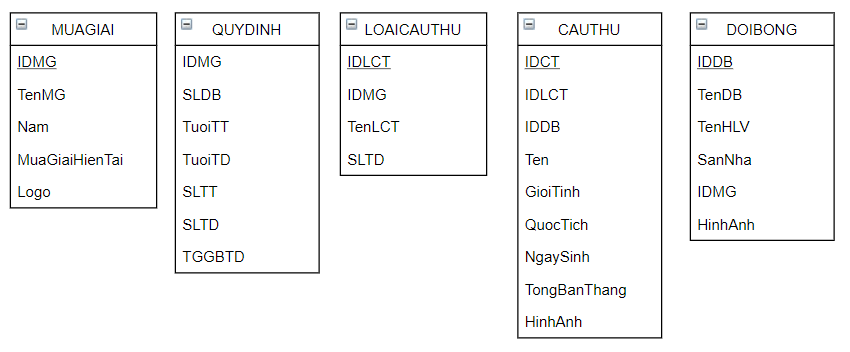 MUAGIAI
IDMG
TenMG
Nam
MuaGiaiHienTai
Logo
QUYDINH
IDMG
SLDB
TuoiTT
TuoiTD
SLTT
SLTD
TGGBTD
LOAICAUTHU
IDLCT
IDMG
TenLCT
SLTD
CAUTHU
IDCT
IDLCT
IDDB
Ten
GioiTinh
QuocTich
NgaySinh
TongBanThang
HinhAnh
DOIBONG
IDDB
TenDB
TenHLV
SanNha
IDMG
HinhAnh